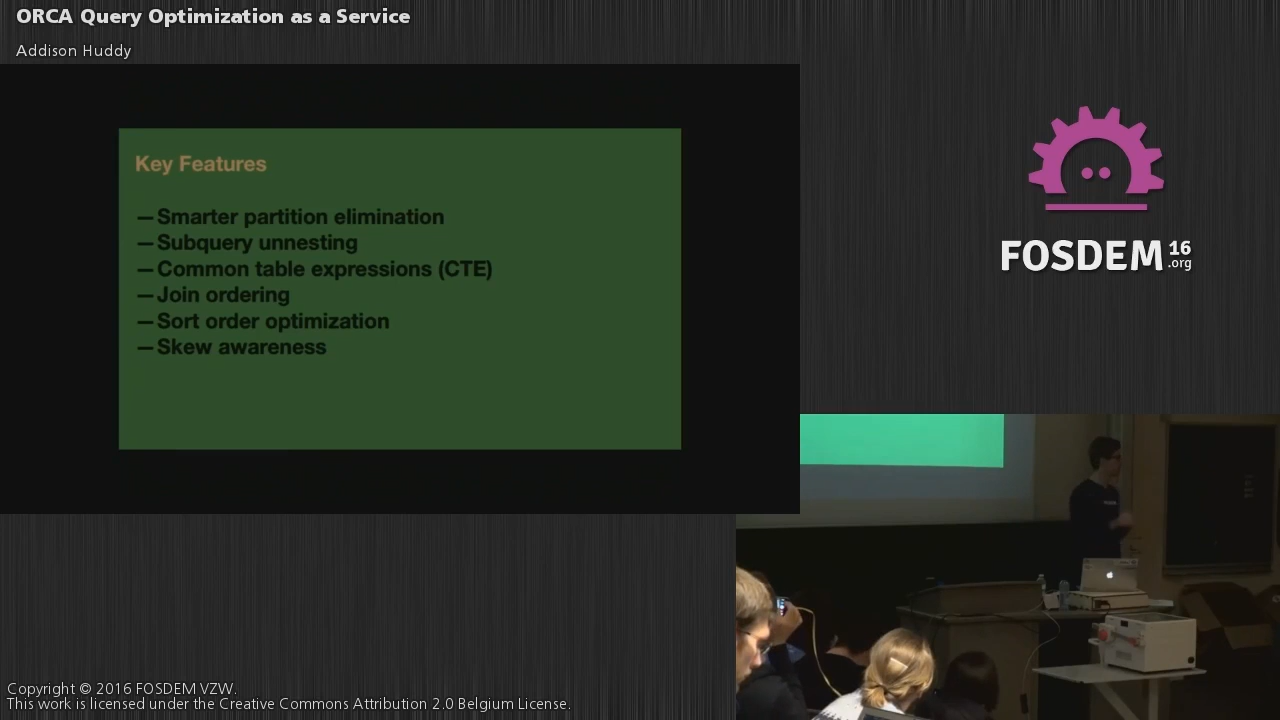 ORCA Query Optimization as a Service
Addison Huddy
Key Features
—Smarter partition elimination
—Subquery unnesting
—Common table expressions (CTE)
—Join ordering
—Sort order optimization
—Skew awareness
FOSDEM 16
.org
Copyright © 2016 FOSDEM VZW.
This work is licensed under the Creative Commons Attribution 2.0 Belgium License.